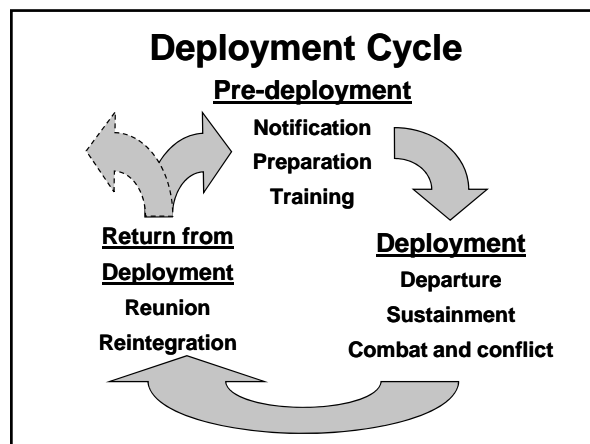 Deployment Cycle
Pre-deployment
Notification
Preparation
Training
Return from
Deployment
Reunion
Reintegration
Deployment
Departure
Sustainment
Combat and conflict